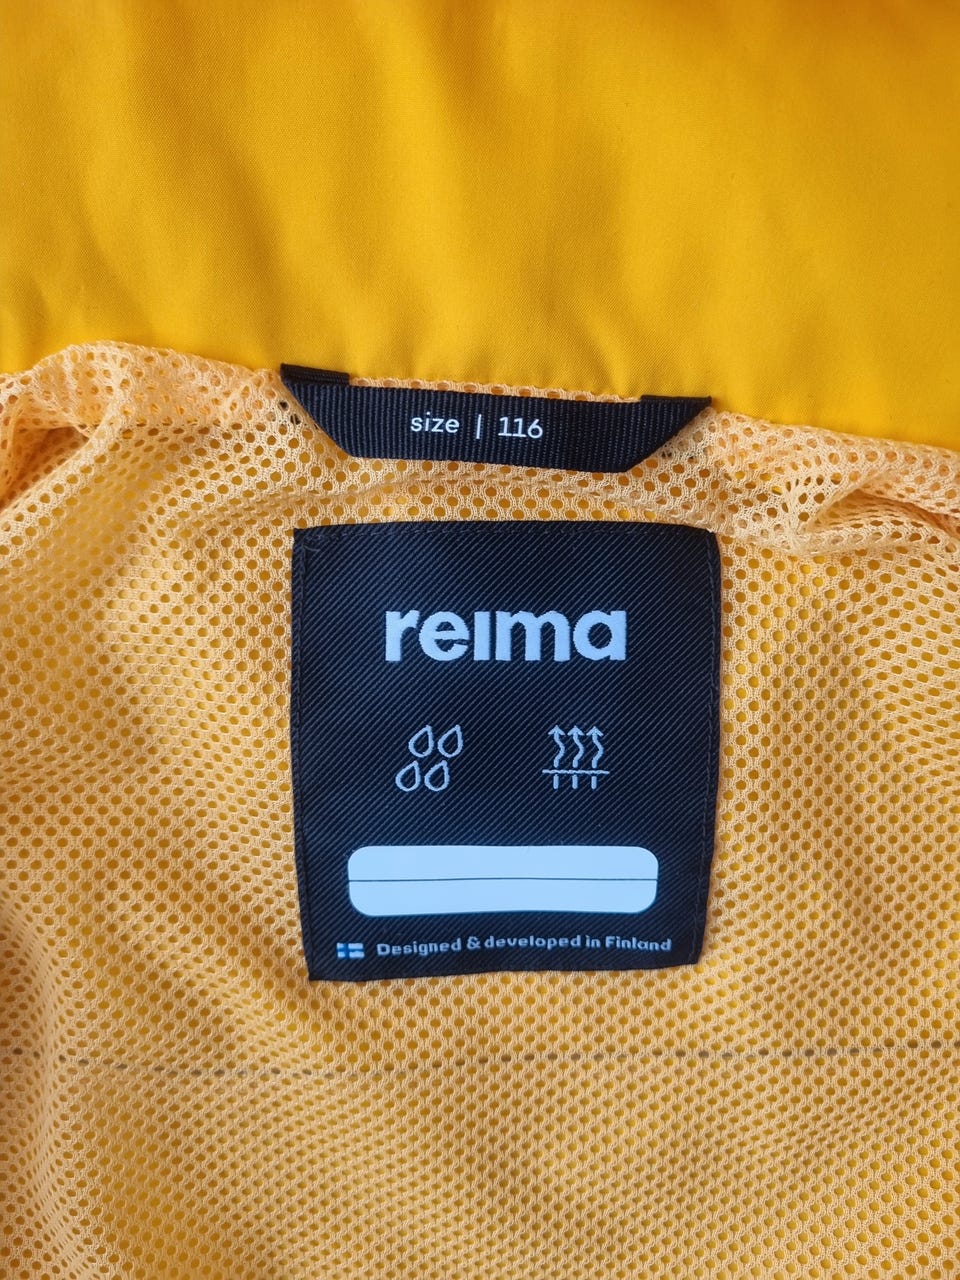 size | 116
reima
Designed & developed in Finland